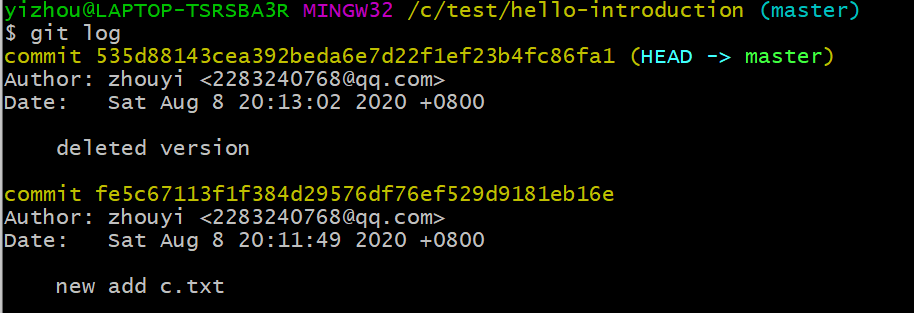 yizhou@LAPTOP-TSRSBA3R MINGW32 /c/test/hello-introduction (master)
$ git log
commit 535d88143cea392beda6e7d22f1ef23b4fc86fa1 (HEAD -> master)
Author: zhouyi <2283240768@qq.com>
Date:   Sat Aug 8 20:13:02 2020 +0800
    deleted version
commit fe5c67113f1f384d29576df76ef529d9181eb16e
Author: zhouyi <2283240768@qq.com>
Date:   Sat Aug 8 20:11:49 2020 +0800
    new add c.txt